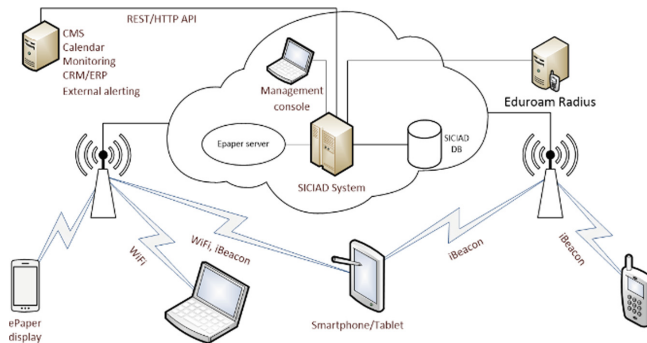 REST/HTTP API
CMS
Calendar
Monitoring
CRM/ERP
External alerting
Management
console
Eduroam Radius
Epaper server
SICIAD
DB
SICIAD System
WiFi
WiFi, iBeacon
iBeacon
iBeacon
ePaper
display
Smartphone/Tablet